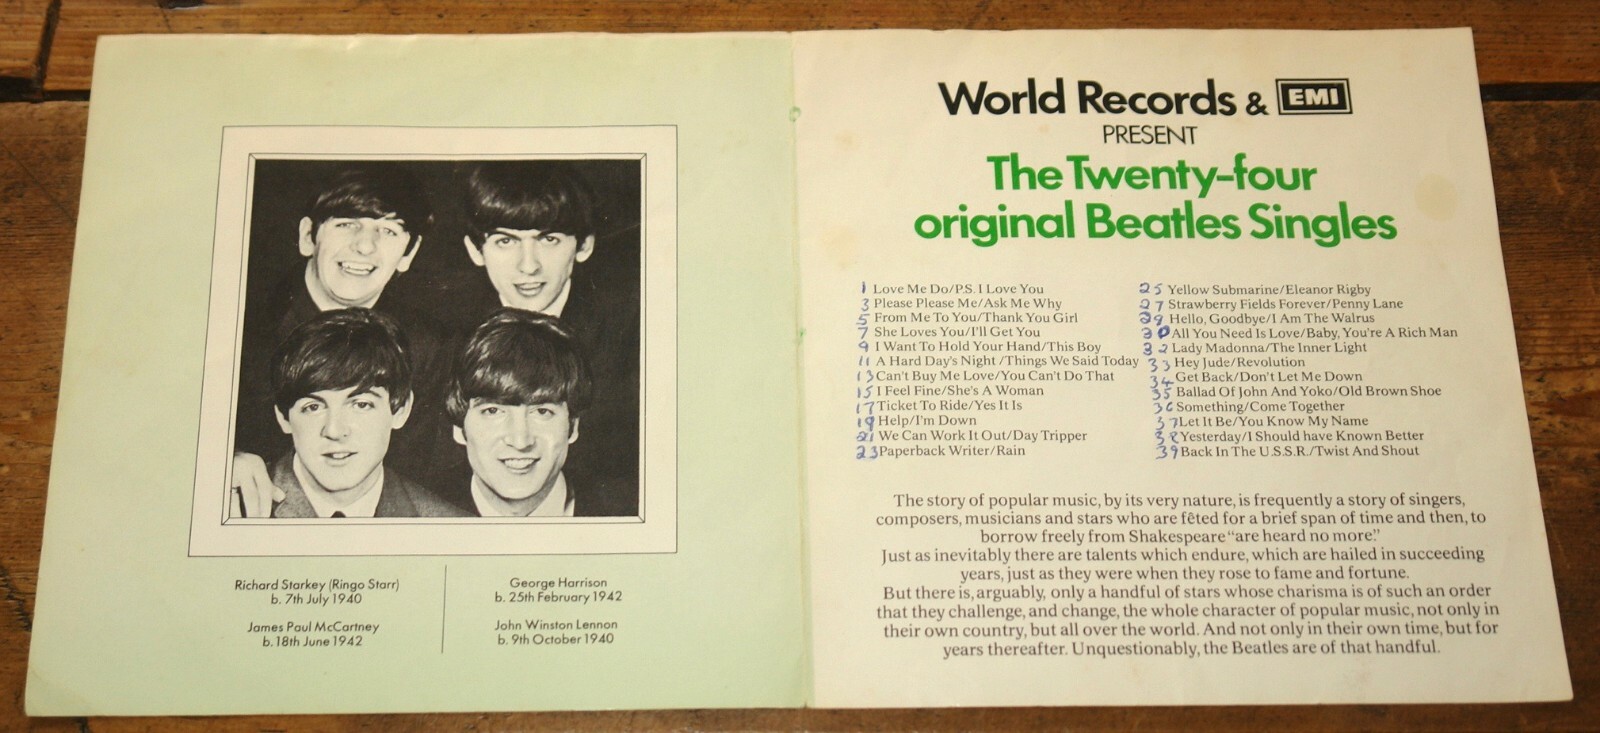 Richard Starkey (Ringo Starr)
b. 7th July 1940
James Paul McCartney
b. 18th June 1942
George Harrison
b. 25th February 1942
John Winston Lennon
b. 9th October 1940
World Records & EMI
PRESENT
The Twenty-four
original Beatles Singles
1 Love Me Do/P.S. I Love You
3 Please Please Me/Ask Me Why
5 From Me To You/Thank You Girl
7 She Loves You/I'll Get You
9 I Want To Hold Your Hand/This Boy
11 A Hard Day's Night /Things We Said Today
13 Can't Buy Me Love/You Can't Do That
15 I Feel Fine/She's A Woman
17 Ticket To Ride/Yes It Is
19 Help/I'm Down
21 We Can Work It Out/Day Tripper
23 Paperback Writer/Rain
25 Yellow Submarine/Eleanor Rigby
27 Strawberry Fields Forever/Penny Lane
29 Hello, Goodbye/I Am The Walrus
30 All You Need Is Love/Baby, You're A Rich Man
32 Lady Madonna/The Inner Light
33 Hey Jude/Revolution
34 Get Back/Don't Let Me Down
35 Ballad Of John And Yoko/Old Brown Shoe
36 Something/Come Together
37 Let It Be/You Know My Name
38 Yesterday/I Should have Known Better
39 Back In The U.S.S.R./Twist And Shout
The story of popular music, by its very nature, is frequently a story of singers,
composers, musicians and stars who are fêted for a brief span of time and then, to
borrow freely from Shakespeare "are heard no more."
Just as inevitably there are talents which endure, which are hailed in succeeding
years, just as they were when they rose to fame and fortune.
But there is, arguably, only a handful of stars whose charisma is of such an order
that they challenge, and change, the whole character of popular music, not only in
their own country, but all over the world. And not only in their own time, but for
years thereafter. Unquestionably, the Beatles are of that handful.